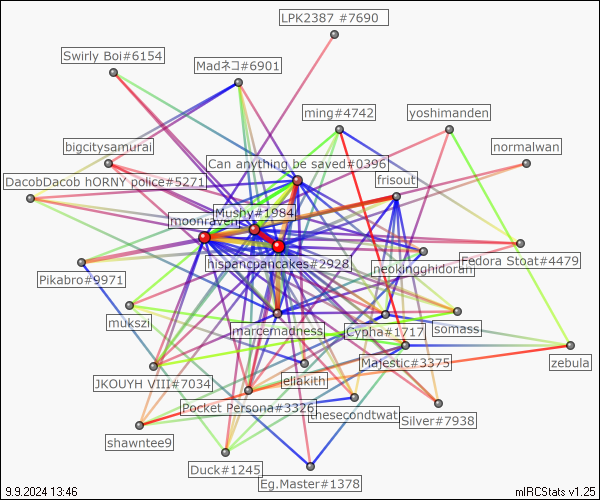 LPK2387 #7690
Swirly Boi#6154
Madネコ#6901
ming#4742
yoshimanden
bigcitysamurai
normalwan
Can anything be saved#0396
DacobDacob hORNY police#5271
frisout
Mushy#1984
moonraven
hispancpancakes#2928
neokingghidorah
Fedora Stoat#4479
Pikabro#9971
mukszi
marcemadness
Cypha#1717
somass
Majestic#3375
zebula
JKOUYH VIII#7034
eliakith
Pocket Persona#3326
thesecondtwat
Silver#7938
shawntee9
Duck#1245
Eg.Master#1378
9.9.2024 13:46
mIRCStats v1.25